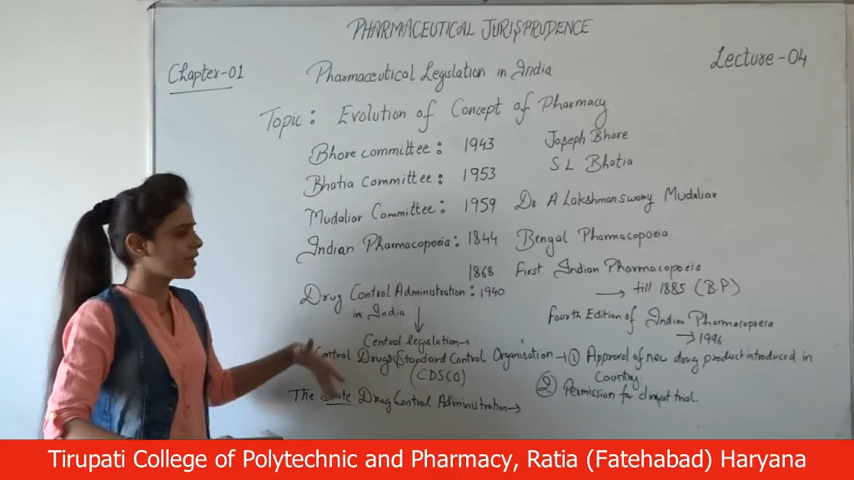 PHARMACEUTICAL JURISPRUDENCE
Chapter-01
Pharmaceutical Legislation in India
Lecture-04
Topic: Evolution of Concept of Pharmacy
Bhore committee: 1943 Joseph Bhore
Bhatia Committee: 1953 S L Bhatia
Mudaliar Committee: 1959 Dr. A Lakshmanswamy Mudaliar
Indian Pharmacopoeia: 1844 Bengal Pharmacopoeia
1868 First Indian Pharmacopoeia
→ till 1885 (BP)
Drug Control Administration: 1940
in India
Fourth Edition of Indian Pharmacopoeia
→ 1996
Central legislation→
Drugs Standard Control Organisation → ① Approval of new drug product introduced in
Country
(CDSCO)
② Permission for trial.
The Drug Control Administration→
Tirupati College of Polytechnic and Pharmacy, Ratia (Fatehabad) Haryana